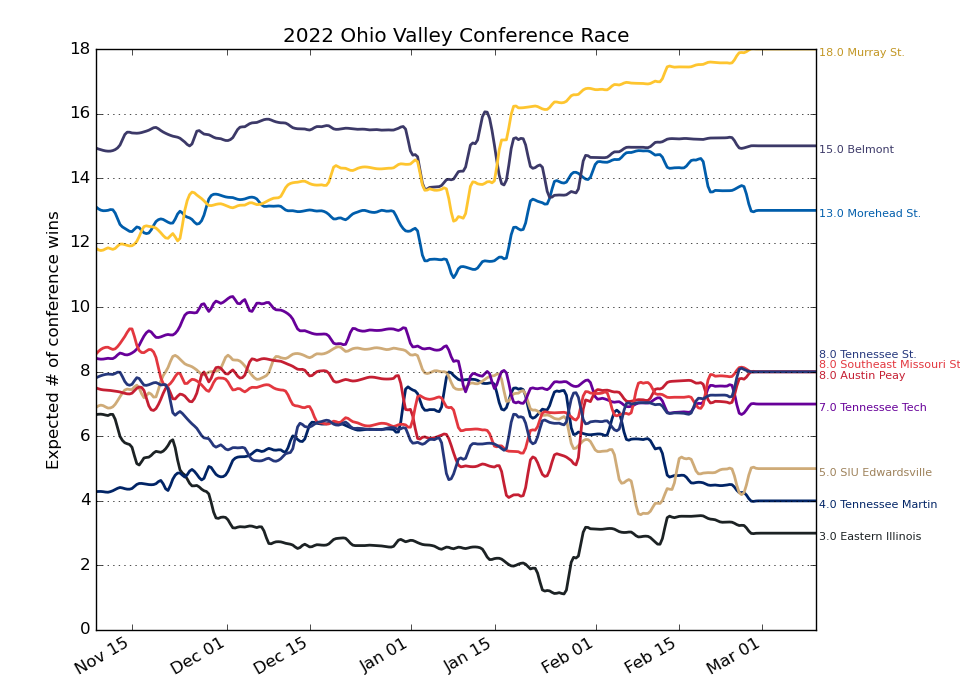 2022 Ohio Valley Conference Race
Expected # of conference wins
18
16
14
12
10
8
6
4
2
0
Nov 15
Dec 01
Dec 15
Jan 01
Jan 15
Feb 01
Feb 15
Mar 01
18.0 Murray St.
15.0 Belmont
13.0 Morehead St.
8.0 Tennessee St.
8.0 Southeast Missouri St
8.0 Austin Peay
7.0 Tennessee Tech
5.0 SIU Edwardsville
4.0 Tennessee Martin
3.0 Eastern Illinois